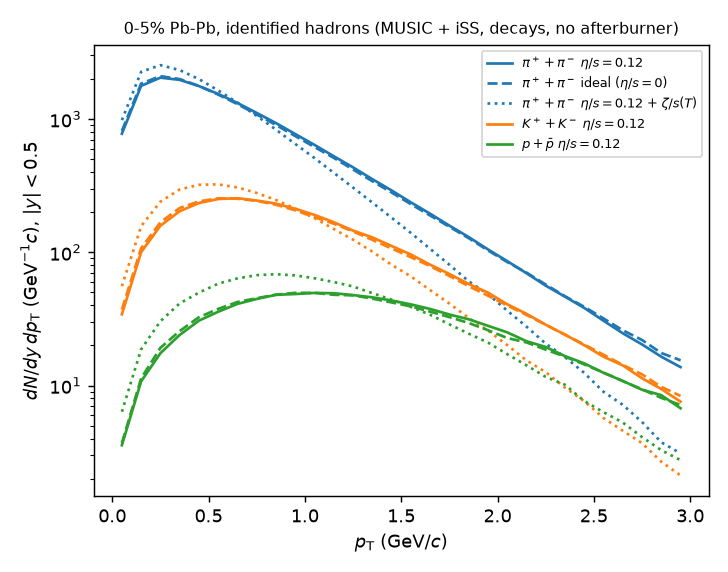 0-5% Pb-Pb, identified hadrons (MUSIC + iSS, decays, no afterburner)
π⁺ + π⁻ η/s = 0.12
π⁺ + π⁻ ideal (η/s = 0)
π⁺ + π⁻ η/s = 0.12 + ζ/s(T)
K⁺ + K⁻ η/s = 0.12
p + p̄ η/s = 0.12
dN/dy dp_T (GeV⁻¹c), |y| < 0.5
10³
10²
10¹
0.0 0.5 1.0 1.5 2.0 2.5 3.0
p_T (GeV/c)